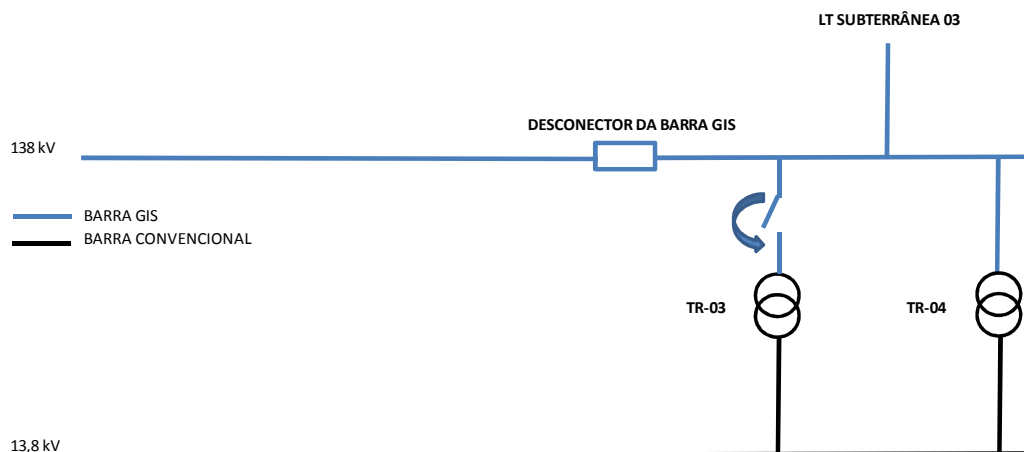 LT SUBTERRÂNEA 03
DESCONECTOR DA BARRA GIS
138 kV
BARRA GIS
BARRA CONVENCIONAL
TR-03
TR-04
13,8 kV